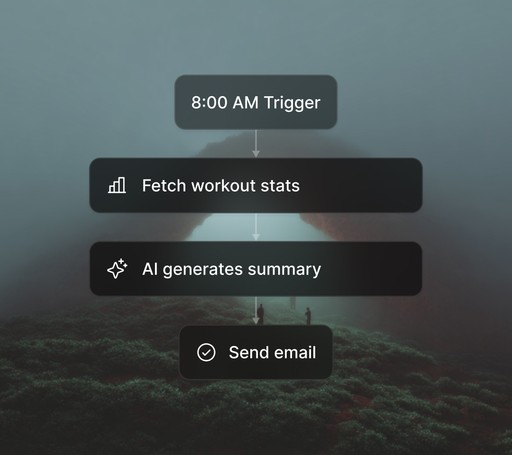 8:00 AM Trigger
Fetch workout stats
AI generates summary
Send email